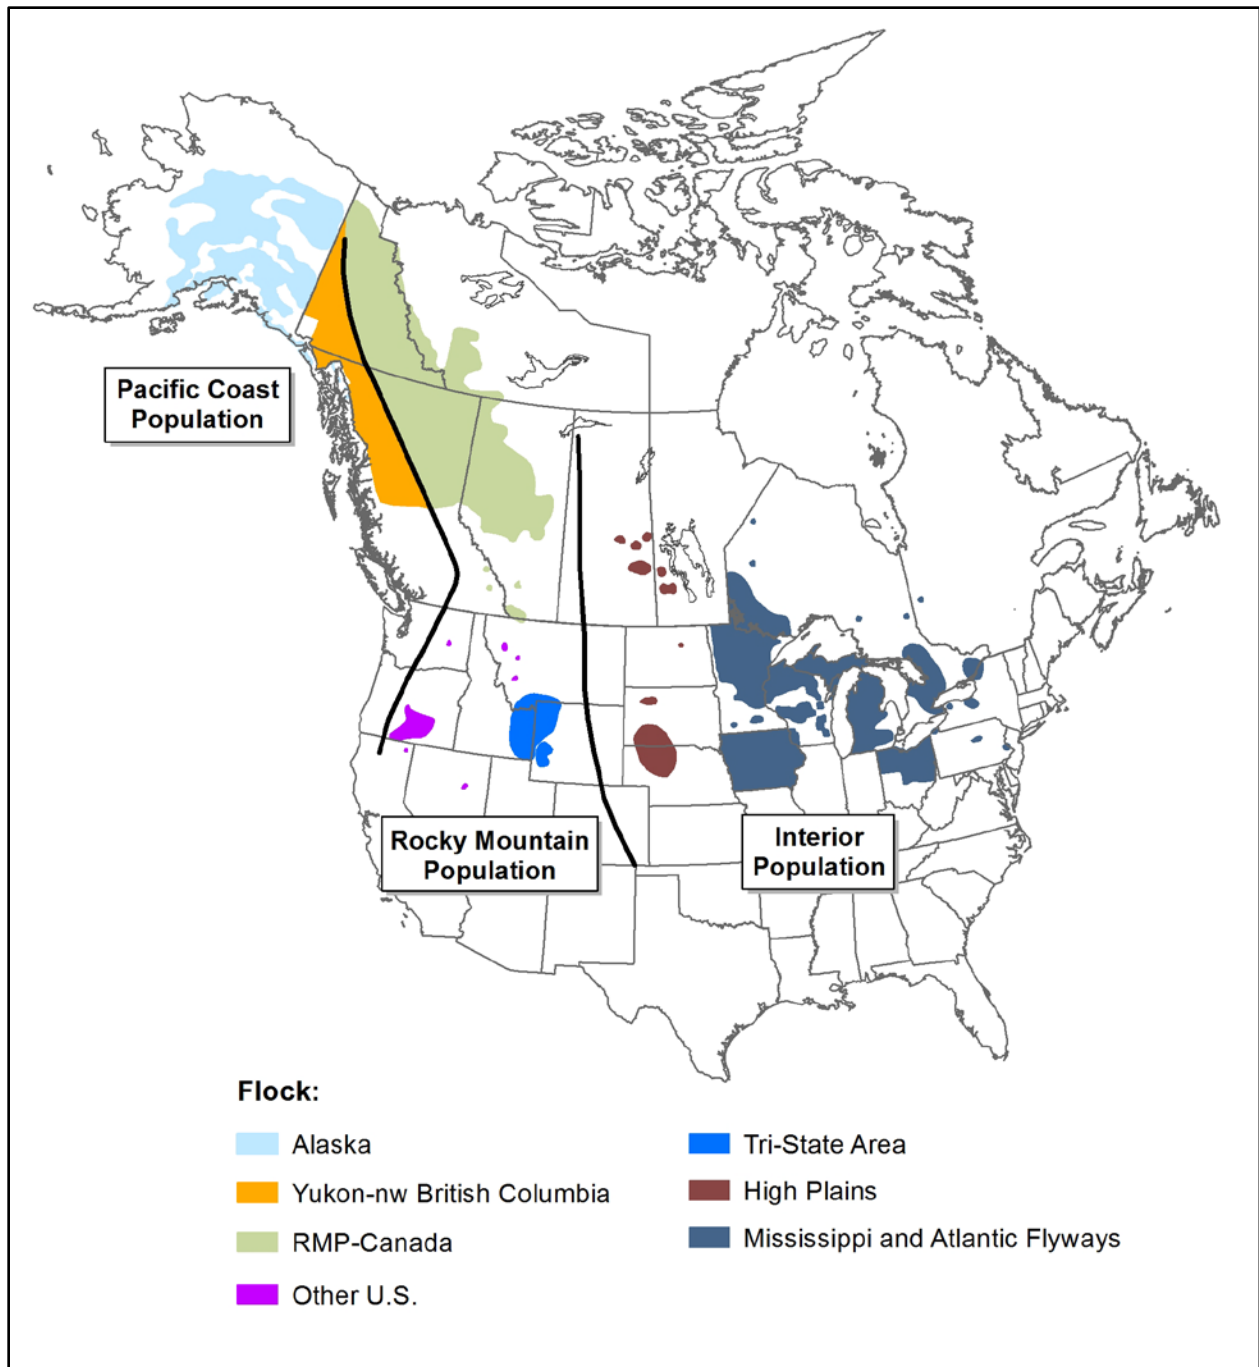 Pacific Coast
Population
Rocky Mountain
Population
Interior
Population
Flock:
Alaska
Yukon-nw British Columbia
RMP-Canada
Other U.S.
Tri-State Area
High Plains
Mississippi and Atlantic Flyways